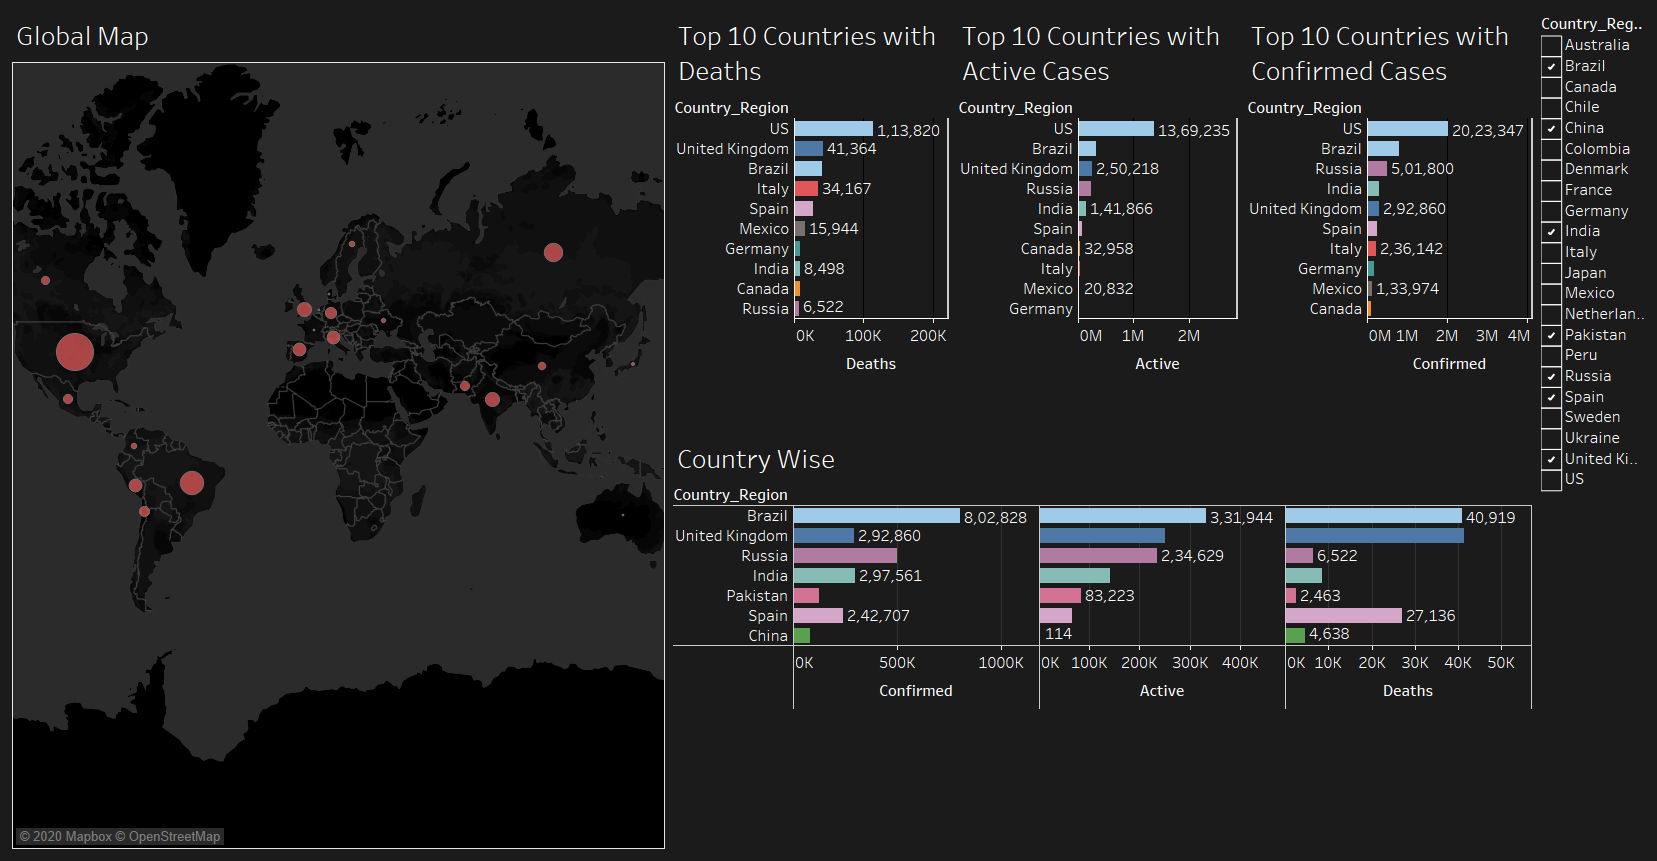 Global Map
© 2020 Mapbox © OpenStreetMap
Top 10 Countries with
Deaths
Country_Region
US 1,13,820
United Kingdom 41,364
Brazil
Italy 34,167
Spain
Mexico 15,944
Germany
India 8,498
Canada
Russia 6,522
0K 100K 200K
Deaths
Top 10 Countries with
Active Cases
Country_Region
US 13,69,235
Brazil
United Kingdom 2,50,218
Russia
India 1,41,866
Spain
Canada 32,958
Italy
Mexico 20,832
Germany
0M 1M 2M
Active
Top 10 Countries with
Confirmed Cases
Country_Region
US 20,23,347
Brazil
Russia 5,01,800
India
United Kingdom 2,92,860
Spain
Italy 2,36,142
Germany
Mexico 1,33,974
Canada
0M 1M 2M 3M 4M
Confirmed
Country_Reg..
Australia
Brazil
Canada
Chile
China
Colombia
Denmark
France
Germany
India
Italy
Japan
Mexico
Netherlan..
Pakistan
Peru
Russia
Spain
Sweden
Ukraine
United Ki..
US
Country Wise
Country_Region
Brazil 8,02,828 3,31,944 40,919
United Kingdom 2,92,860
Russia 2,34,629 6,522
India 2,97,561
Pakistan 83,223 2,463
Spain 2,42,707 27,136
China 114 4,638
0K 500K 1000K 0K 100K 200K 300K 400K 0K 10K 20K 30K 40K 50K
Confirmed Active Deaths